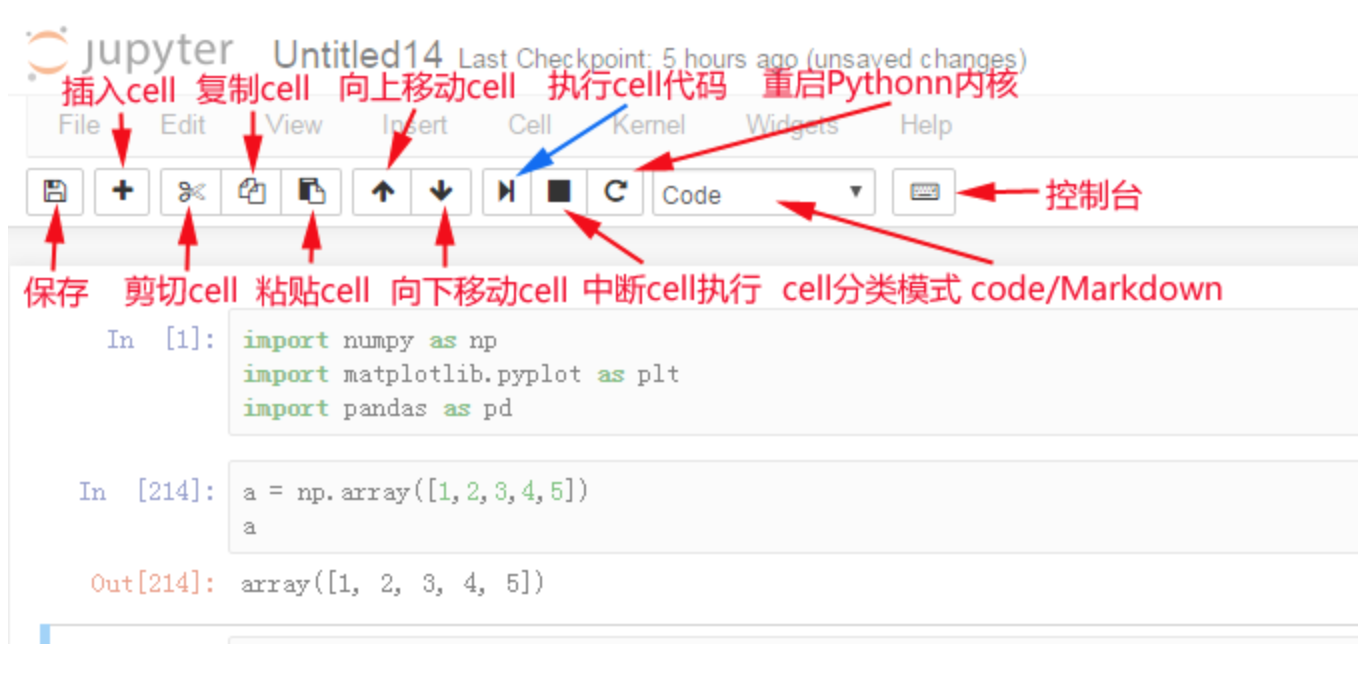 jupyter Untitled14 Last Checkpoint: 5 hours ago (unsaved changes)
插入cell 复制cell 向上移动cell 执行cell代码 重启Pythonn内核
File Edit View Insert Cell Kernel Widgets Help
Code 控制台
保存 剪切cell 粘贴cell 向下移动cell 中断cell执行 cell分类模式 code/Markdown
In [1]: import numpy as np
import matplotlib.pyplot as plt
import pandas as pd
In [214]: a = np.array([1,2,3,4,5])
a
Out[214]: array([1, 2, 3, 4, 5])